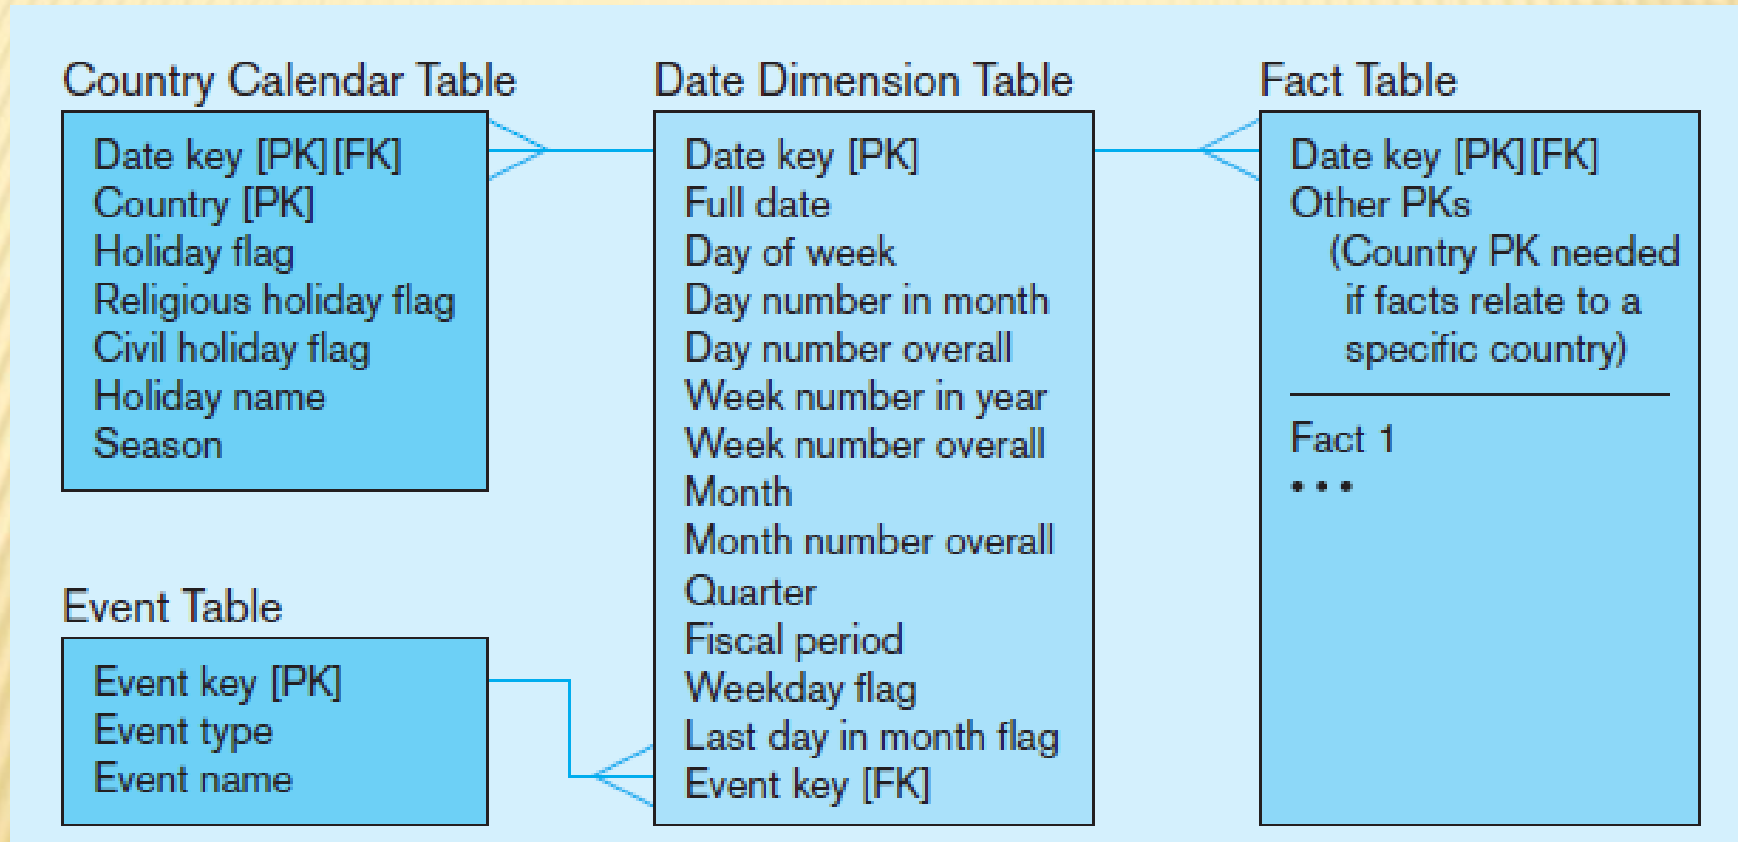 Country Calendar Table
Date key [PK][FK]
Country [PK]
Holiday flag
Religious holiday flag
Civil holiday flag
Holiday name
Season
Event Table
Event key [PK]
Event type
Event name
Date Dimension Table
Date key [PK]
Full date
Day of week
Day number in month
Day number overall
Week number in year
Week number overall
Month
Month number overall
Quarter
Fiscal period
Weekday flag
Last day in month flag
Event key [FK]
Fact Table
Date key [PK][FK]
Other PKs
(Country PK needed
if facts relate to a
specific country)
Fact 1
• • •